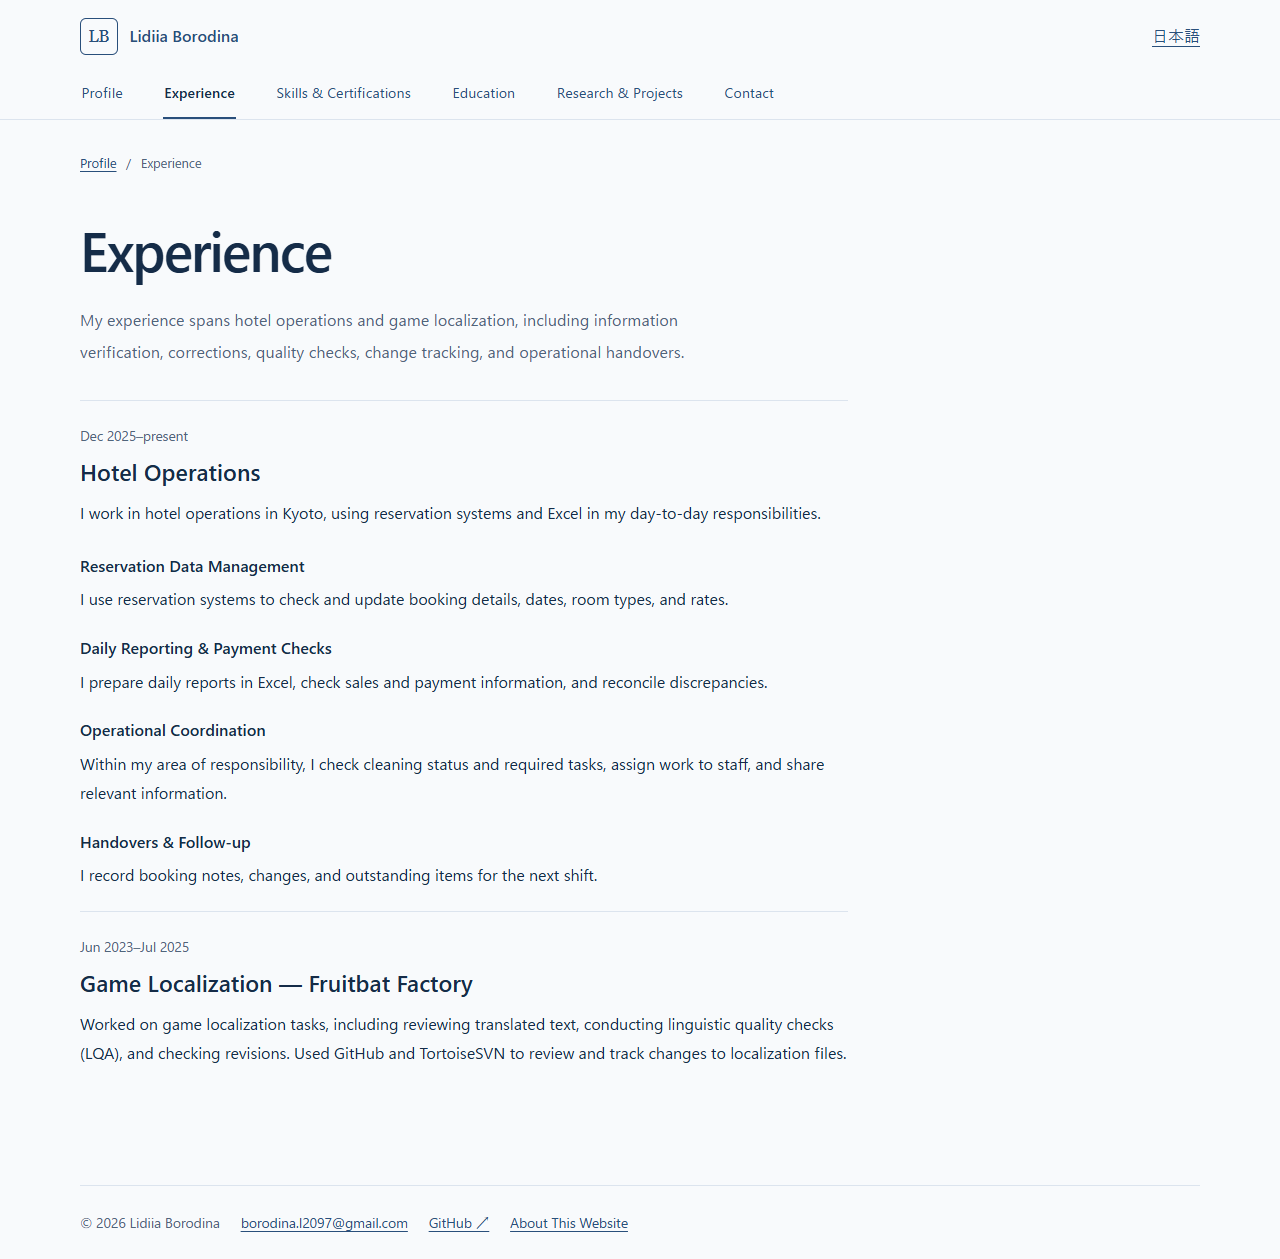 LB Lidiia Borodina
日本語
Profile Experience Skills & Certifications Education Research & Projects Contact
Profile / Experience
Experience
My experience spans hotel operations and game localization, including information
verification, corrections, quality checks, change tracking, and operational handovers.
Dec 2025–present
Hotel Operations
I work in hotel operations in Kyoto, using reservation systems and Excel in my day-to-day responsibilities.
Reservation Data Management
I use reservation systems to check and update booking details, dates, room types, and rates.
Daily Reporting & Payment Checks
I prepare daily reports in Excel, check sales and payment information, and reconcile discrepancies.
Operational Coordination
Within my area of responsibility, I check cleaning status and required tasks, assign work to staff, and share
relevant information.
Handovers & Follow-up
I record booking notes, changes, and outstanding items for the next shift.
Jun 2023–Jul 2025
Game Localization — Fruitbat Factory
Worked on game localization tasks, including reviewing translated text, conducting linguistic quality checks
(LQA), and checking revisions. Used GitHub and TortoiseSVN to review and track changes to localization files.
© 2026 Lidiia Borodina borodina.l2097@gmail.com GitHub ↗ About This Website